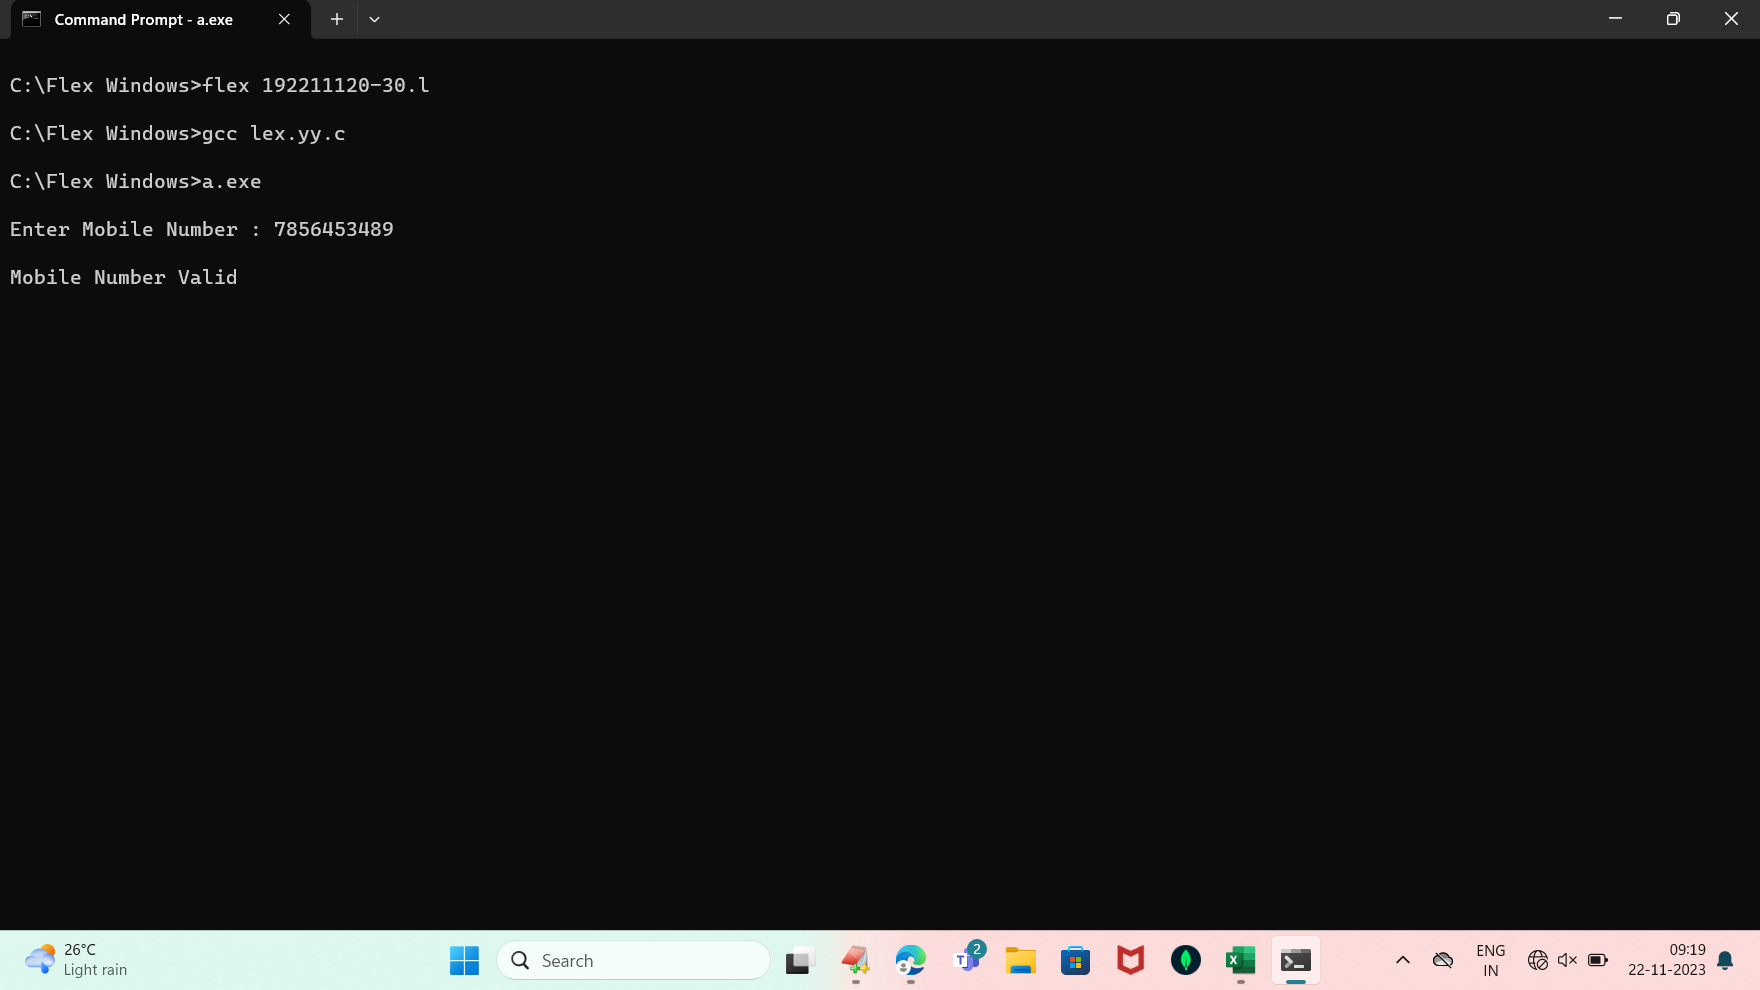 Command Prompt - a.exe
C:\Flex Windows>flex 192211120-30.l
C:\Flex Windows>gcc lex.yy.c
C:\Flex Windows>a.exe
Enter Mobile Number : 7856453489
Mobile Number Valid
26°C
Light rain
Search
2
ENG
IN
09:19
22-11-2023